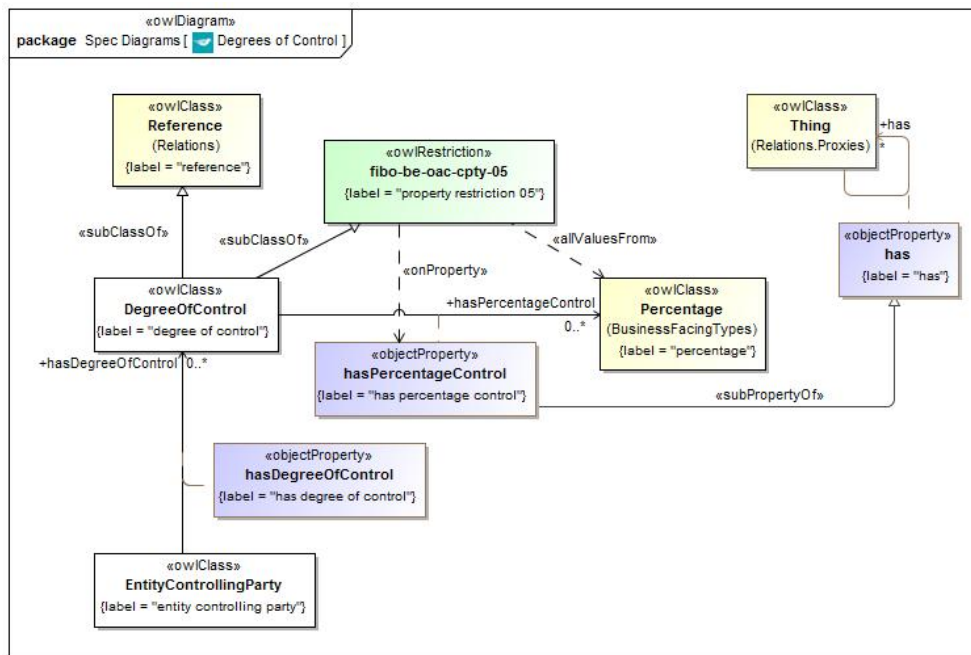 «owlDiagram»
package Spec Diagrams [ Degrees of Control ]
«owlClass»
Reference
(Relations)
{label = "reference"}
«owlRestriction»
fibo-be-oac-cpty-05
{label = "property restriction 05"}
«owlClass»
Thing
(Relations.Proxies)
+has
*
«subClassOf»
«subClassOf»
«allValuesFrom»
«onProperty»
«objectProperty»
has
{label = "has"}
«owlClass»
DegreeOfControl
{label = "degree of control"}
+hasPercentageControl
0..*
«owlClass»
Percentage
(BusinessFacingTypes)
{label = "percentage"}
+hasDegreeOfControl 0..*
«objectProperty»
hasPercentageControl
{label = "has percentage control"}
«subPropertyOf»
«objectProperty»
hasDegreeOfControl
{label = "has degree of control"}
«owlClass»
EntityControllingParty
{label = "entity controlling party"}